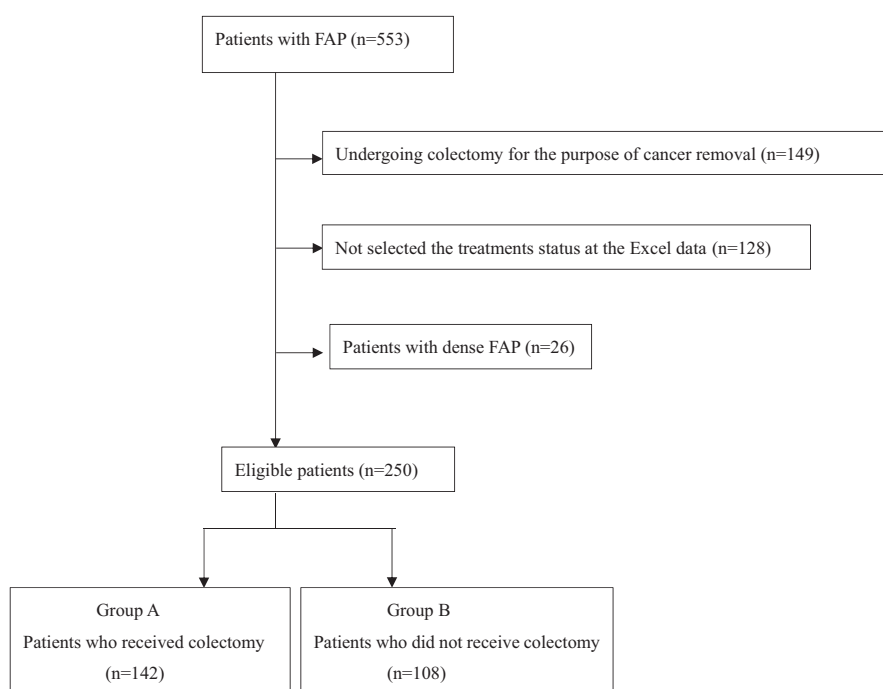 Patients with FAP (n=553)
Undergoing colectomy for the purpose of cancer removal (n=149)
Not selected the treatments status at the Excel data (n=128)
Patients with dense FAP (n=26)
Eligible patients (n=250)
Group A
Patients who received colectomy
(n=142)
Group B
Patients who did not receive colectomy
(n=108)